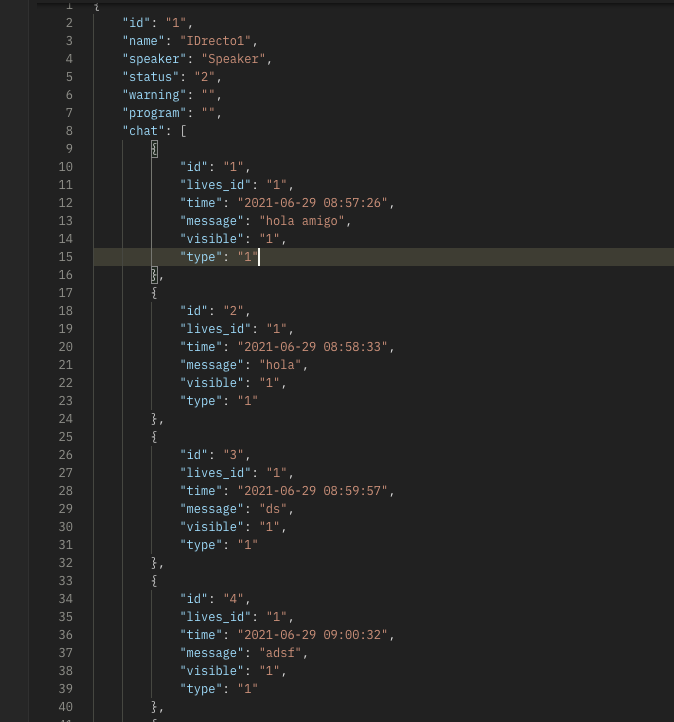 1 {
2 "id": "1",
3 "name": "IDrecto1",
4 "speaker": "Speaker",
5 "status": "2",
6 "warning": "",
7 "program": "",
8 "chat": [
9 {
10 "id": "1",
11 "lives_id": "1",
12 "time": "2021-06-29 08:57:26",
13 "message": "hola amigo",
14 "visible": "1",
15 "type": "1"
16 },
17 {
18 "id": "2",
19 "lives_id": "1",
20 "time": "2021-06-29 08:58:33",
21 "message": "hola",
22 "visible": "1",
23 "type": "1"
24 },
25 {
26 "id": "3",
27 "lives_id": "1",
28 "time": "2021-06-29 08:59:57",
29 "message": "ds",
30 "visible": "1",
31 "type": "1"
32 },
33 {
34 "id": "4",
35 "lives_id": "1",
36 "time": "2021-06-29 09:00:32",
37 "message": "adsf",
38 "visible": "1",
39 "type": "1"
40 },
41 {